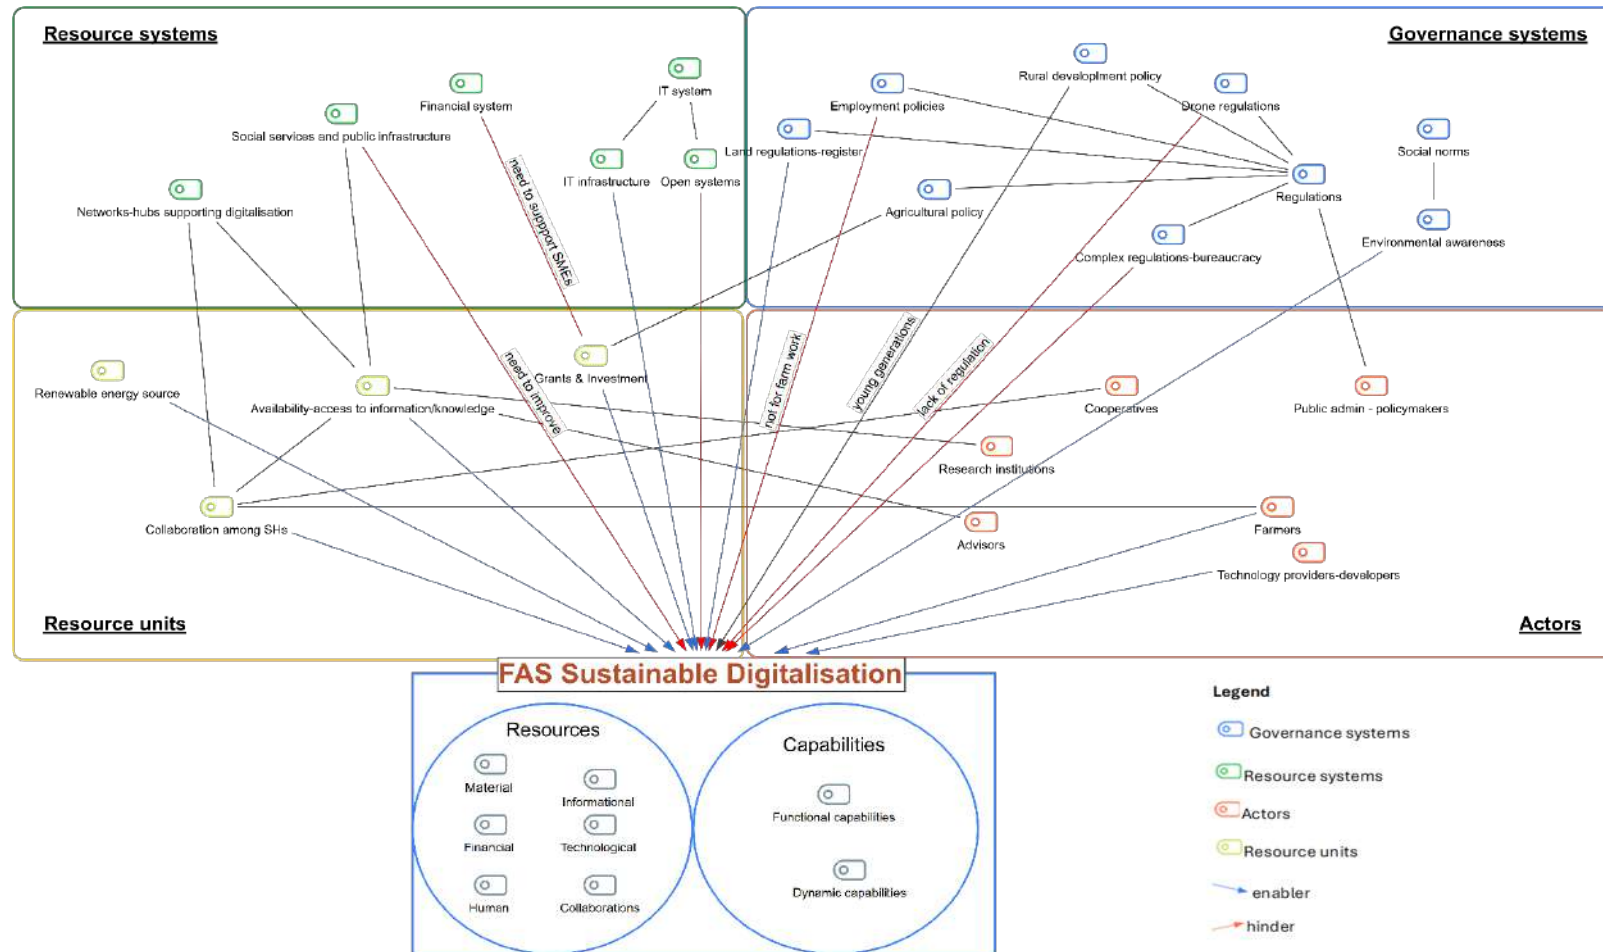 Resource systems
Governance systems
IT system
Financial system
Social services and public infrastructure
IT infrastructure
Open systems
Networks-hubs supporting digitalisation
need to suppport SMEs
Rural developlment policy
Employment policies
Drone regulations
Land regulations-register
Social norms
Agricultural policy
Regulations
Environmental awareness
Complex regulations-bureaucracy
Renewable energy source
Grants & Investment
Availability-access to information/knowledge
need to improve
Collaboration among SHs
Resource units
not for farm work
young generations
lack of regulation
Cooperatives
Public admin - policymakers
Research institutions
Advisors
Farmers
Technology providers-developers
Actors
FAS Sustainable Digitalisation
Resources
Material
Informational
Financial
Technological
Human
Collaborations
Capabilities
Functional capabilities
Dynamic capabilities
Legend
Governance systems
Resource systems
Actors
Resource units
enabler
hinder